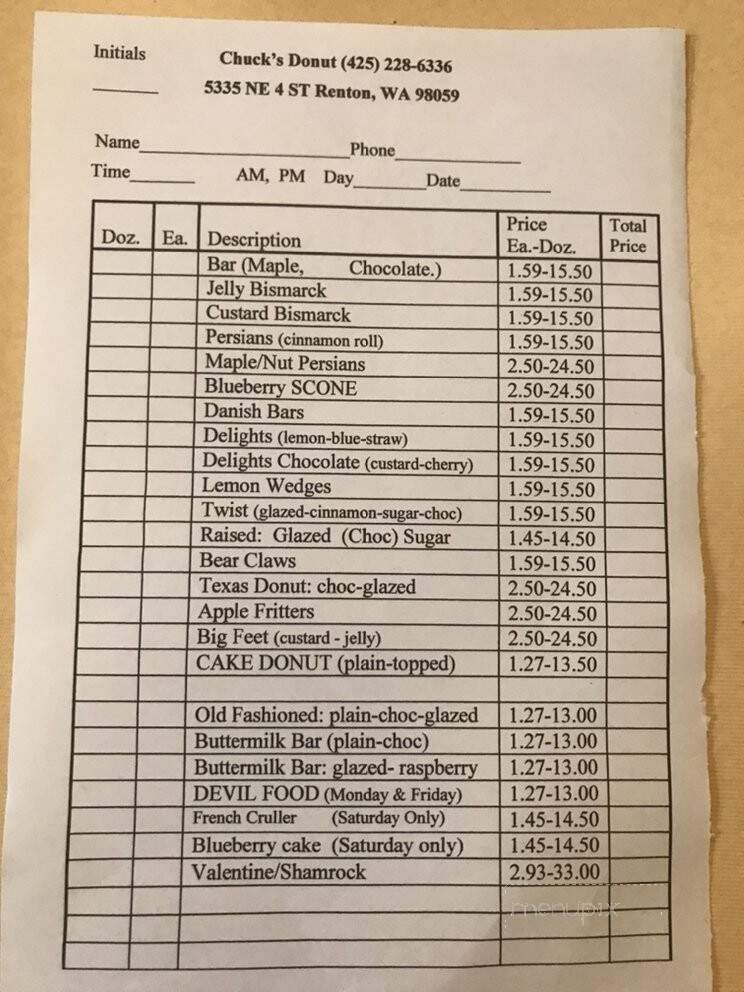 Initials Chuck's Donut (425) 228-6336
______ 5335 NE 4 ST Renton, WA 98059
Name______________________Phone_____________
Time______ AM, PM Day_______Date_________
Doz. Ea. Description Price Ea.-Doz. Total Price
Bar (Maple, Chocolate.) 1.59-15.50
Jelly Bismarck 1.59-15.50
Custard Bismarck 1.59-15.50
Persians (cinnamon roll) 1.59-15.50
Maple/Nut Persians 2.50-24.50
Blueberry SCONE 2.50-24.50
Danish Bars 1.59-15.50
Delights (lemon-blue-straw) 1.59-15.50
Delights Chocolate (custard-cherry) 1.59-15.50
Lemon Wedges 1.59-15.50
Twist (glazed-cinnamon-sugar-choc) 1.59-15.50
Raised: Glazed (Choc) Sugar 1.45-14.50
Bear Claws 1.59-15.50
Texas Donut: choc-glazed 2.50-24.50
Apple Fritters 2.50-24.50
Big Feet (custard - jelly) 2.50-24.50
CAKE DONUT (plain-topped) 1.27-13.50
Old Fashioned: plain-choc-glazed 1.27-13.00
Buttermilk Bar (plain-choc) 1.27-13.00
Buttermilk Bar: glazed- raspberry 1.27-13.00
DEVIL FOOD (Monday & Friday) 1.27-13.00
French Cruller (Saturday Only) 1.45-14.50
Blueberry cake (Saturday only) 1.45-14.50
Valentine/Shamrock 2.93-33.00
menupix